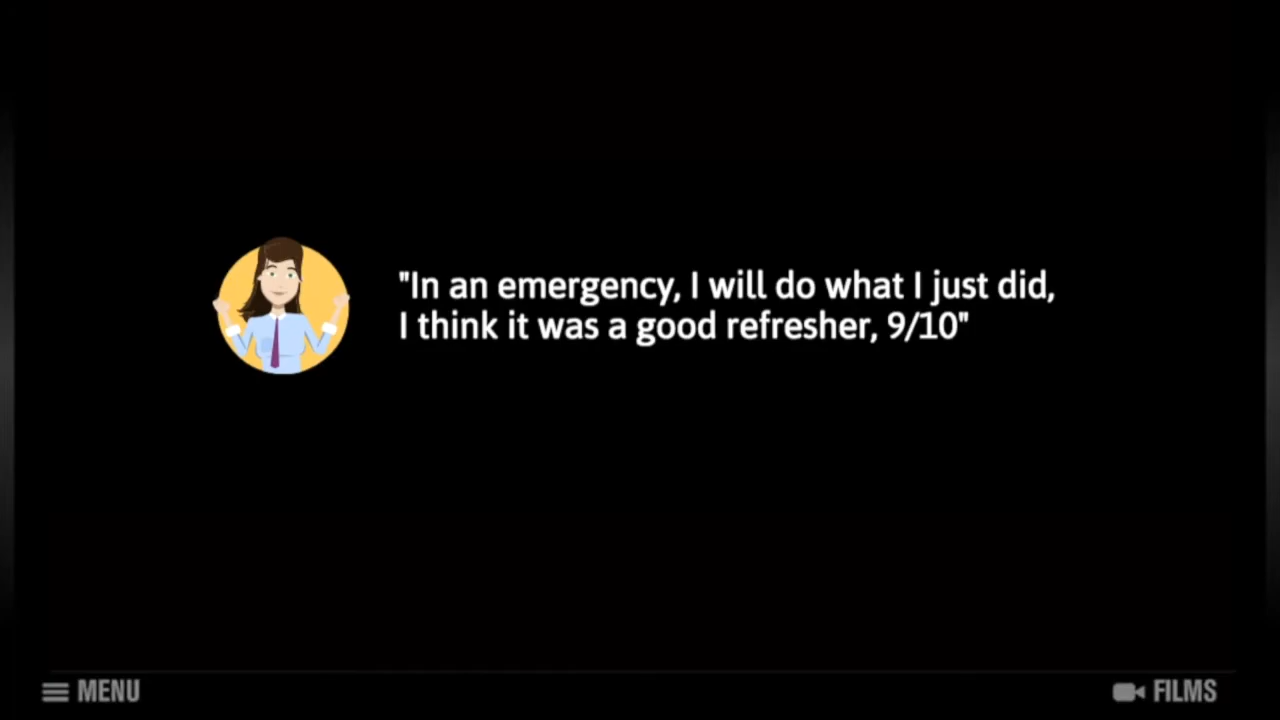 "In an emergency, I will do what I just did,
I think it was a good refresher, 9/10"
MENU
FILMS